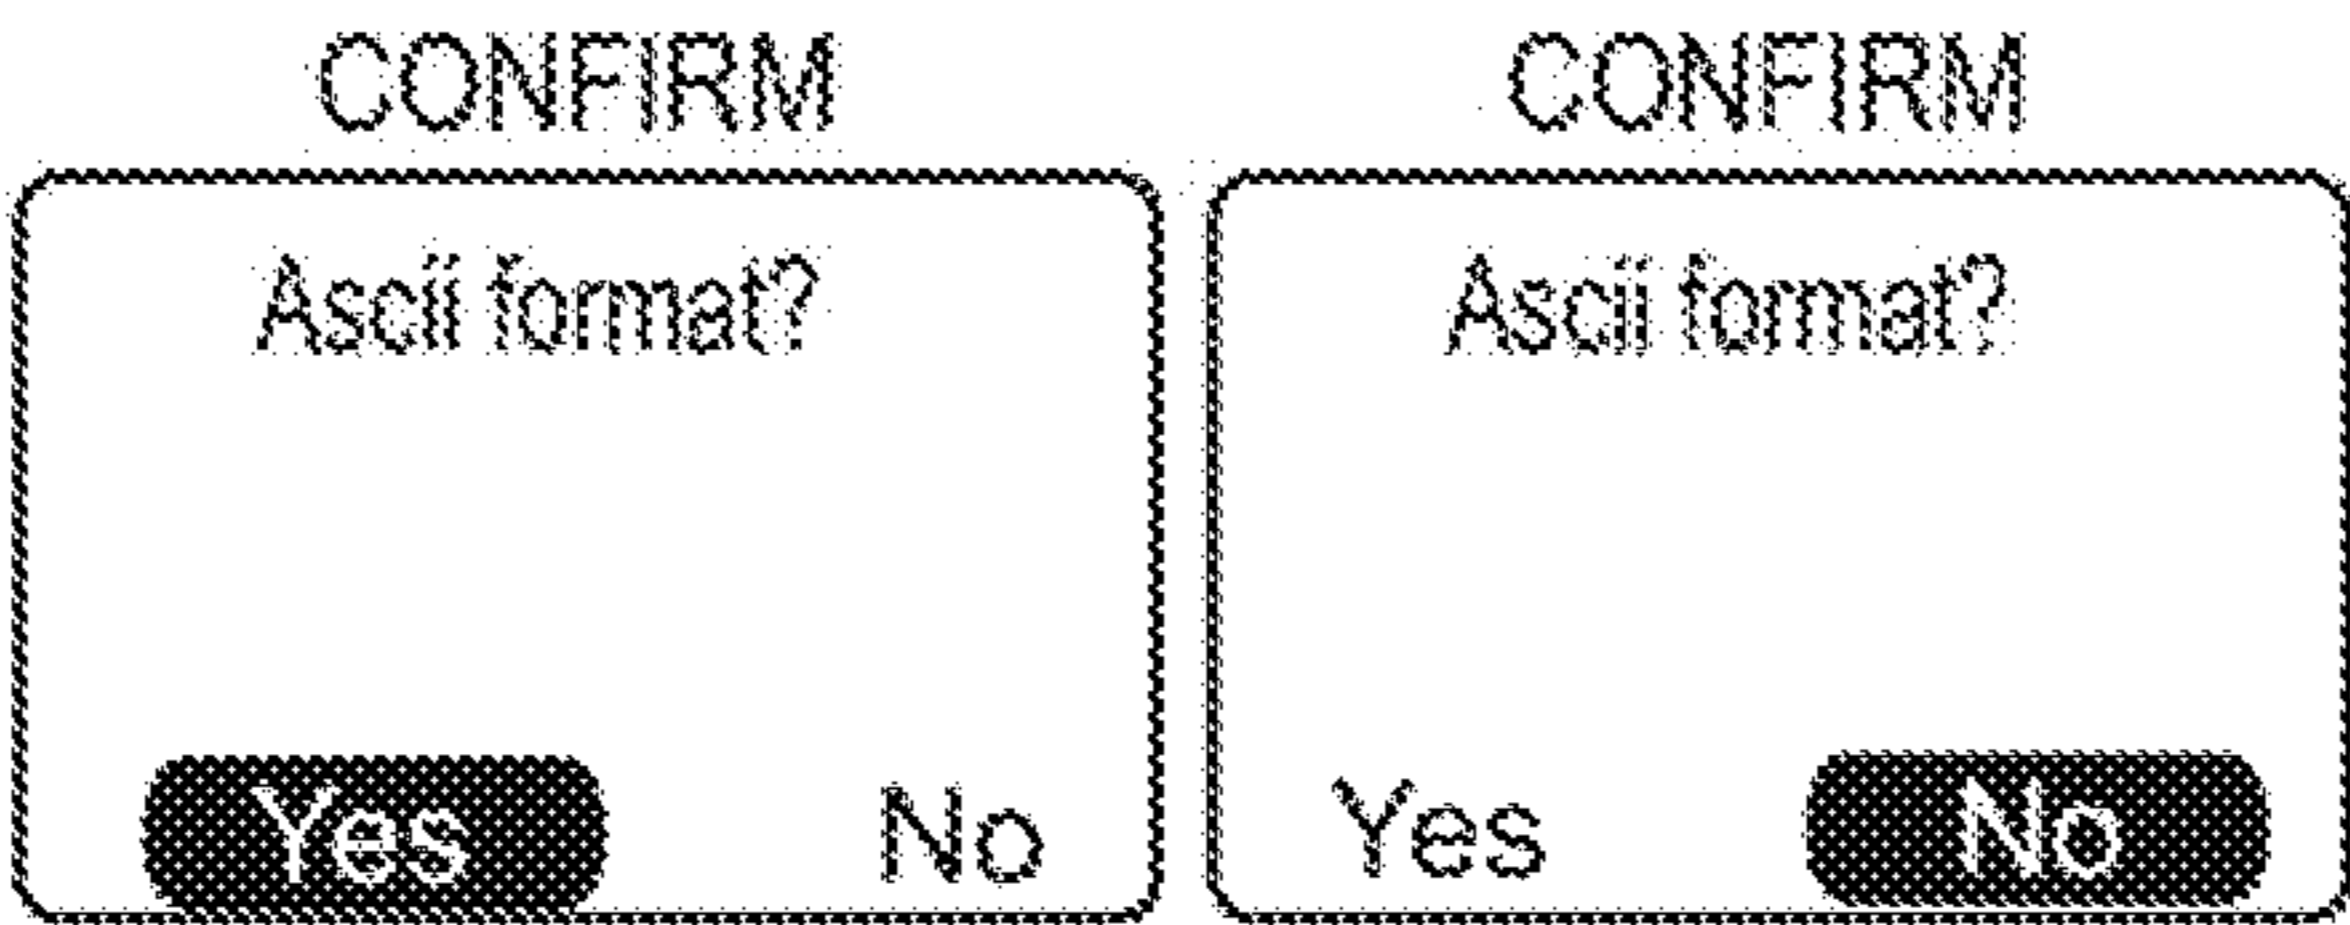 CONFIRM
Ascii format?
Yes No
CONFIRM
Ascii format?
Yes No